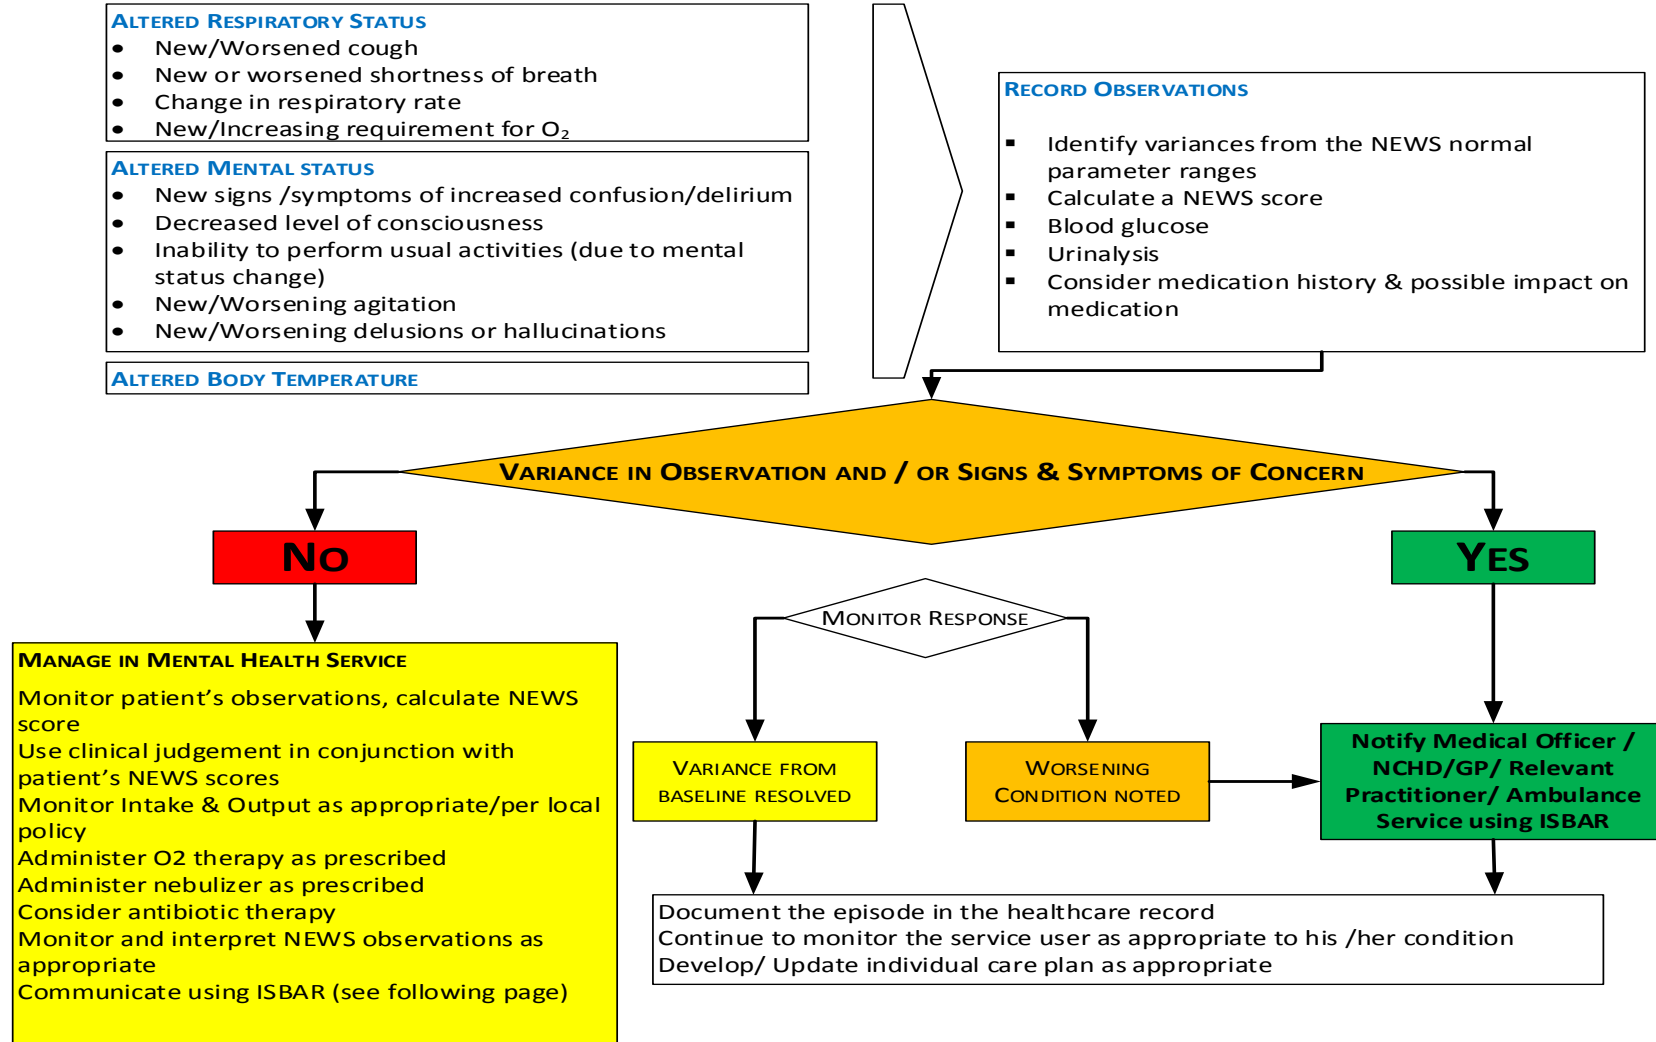 ALTERED RESPIRATORY STATUS
• New/Worsened cough
• New or worsened shortness of breath
• Change in respiratory rate
• New/Increasing requirement for O₂
ALTERED MENTAL STATUS
• New signs /symptoms of increased confusion/delirium
• Decreased level of consciousness
• Inability to perform usual activities (due to mental
status change)
• New/Worsening agitation
• New/Worsening delusions or hallucinations
ALTERED BODY TEMPERATURE
RECORD OBSERVATIONS
▪ Identify variances from the NEWS normal
parameter ranges
▪ Calculate a NEWS score
▪ Blood glucose
▪ Urinalysis
▪ Consider medication history & possible impact on
medication
VARIANCE IN OBSERVATION AND / OR SIGNS & SYMPTOMS OF CONCERN
NO
YES
MANAGE IN MENTAL HEALTH SERVICE
Monitor patient's observations, calculate NEWS
score
Use clinical judgement in conjunction with
patient's NEWS scores
Monitor Intake & Output as appropriate/per local
policy
Administer O2 therapy as prescribed
Administer nebulizer as prescribed
Consider antibiotic therapy
Monitor and interpret NEWS observations as
appropriate
Communicate using ISBAR (see following page)
MONITOR RESPONSE
VARIANCE FROM
BASELINE RESOLVED
WORSENING
CONDITION NOTED
Notify Medical Officer /
NCHD/GP/ Relevant
Practitioner/ Ambulance
Service using ISBAR
Document the episode in the healthcare record
Continue to monitor the service user as appropriate to his /her condition
Develop/ Update individual care plan as appropriate